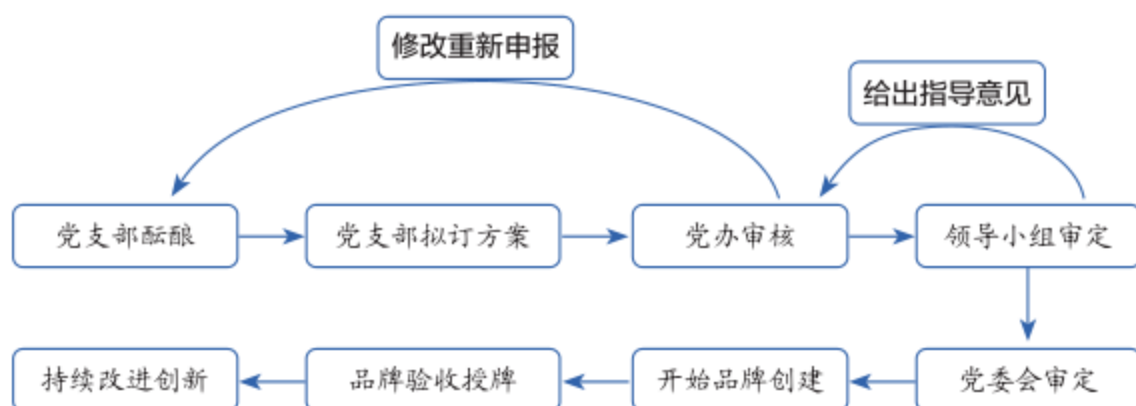 修改重新申报
给出指导意见
党支部酝酿
党支部拟订方案
党办审核
领导小组审定
持续改进创新
品牌验收授牌
开始品牌创建
党委会审定